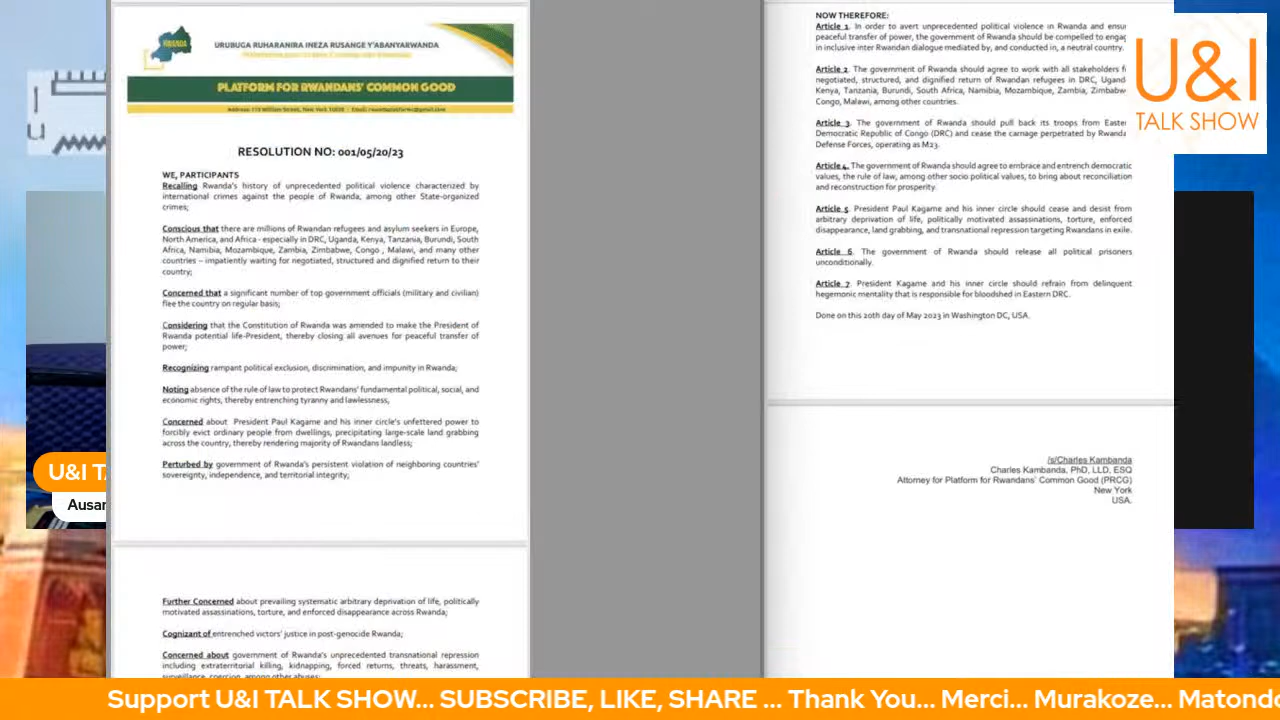 RWANDA
URUBUGA RUHARANIRA INEZA RUSANGE Y'ABANYARWANDA
PLATFORM FOR RWANDANS' COMMON GOOD
RESOLUTION NO: 001/05/20/23
WE, PARTICIPANTS
Recalling Rwanda's history of unprecedented political violence characterized by
international crimes against the people of Rwanda, among other State-organized
crimes;
Conscious that there are millions of Rwandan refugees and asylum seekers in Europe,
North America, and Africa - especially in DRC, Uganda, Kenya, Tanzania, Burundi, South
Africa, Namibia, Mozambique, Zambia, Zimbabwe, Congo , Malawi, and many other
countries – impatiently waiting for negotiated, structured and dignified return to their
country;
Concerned that a significant number of top government officials (military and civilian)
flee the country on regular basis;
Considering that the Constitution of Rwanda was amended to make the President of
Rwanda potential life-President, thereby closing all avenues for peaceful transfer of
power;
Recognizing rampant political exclusion, discrimination, and impunity in Rwanda;
Noting absence of the rule of law to protect Rwandans' fundamental political, social, and
economic rights, thereby entrenching tyranny and lawlessness,
Concerned about President Paul Kagame and his inner circle's unfettered power to
forcibly evict ordinary people from dwellings, precipitating large-scale land grabbing
across the country, thereby rendering majority of Rwandans landless;
Perturbed by government of Rwanda's persistent violation of neighboring countries'
sovereignty, independence, and territorial integrity;
Further Concerned about prevailing systematic arbitrary deprivation of life, politically
motivated assassinations, torture, and enforced disappearance across Rwanda;
Cognizant of entrenched victors' justice in post-genocide Rwanda;
Concerned about government of Rwanda's unprecedented transnational repression
including extraterritorial killing, kidnapping, forced returns, threats, harassment,
surveillance, coercion, among other abuses;
NOW THEREFORE:
Article 1. In order to avert unprecedented political violence in Rwanda and ensu
peaceful transfer of power, the government of Rwanda should be compelled to engag
in inclusive inter Rwandan dialogue mediated by, and conducted in, a neutral country.
Article 2. The government of Rwanda should agree to work with all stakeholders f
negotiated, structured, and dignified return of Rwandan refugees in DRC, Ugand
Kenya, Tanzania, Burundi, South Africa, Namibia, Mozambique, Zambia, Zimbabw
Congo, Malawi, among other countries.
Article 3. The government of Rwanda should pull back its troops from Easte
Democratic Republic of Congo (DRC) and cease the carnage perpetrated by Rwanda
Defense Forces, operating as M23.
Article 4. The government of Rwanda should agree to embrace and entrench democratic
values, the rule of law, among other socio political values, to bring about reconciliation
and reconstruction for prosperity.
Article 5. President Paul Kagame and his inner circle should cease and desist from
arbitrary deprivation of life, politically motivated assassinations, torture, enforced
disappearance, land grabbing, and transnational repression targeting Rwandans in exile.
Article 6. The government of Rwanda should release all political prisoners
unconditionally.
Article 7. President Kagame and his inner circle should refrain from delinquent
hegemonic mentality that is responsible for bloodshed in Eastern DRC.
Done on this 20th day of May 2023 in Washington DC, USA.
/s/Charles Kambanda
Charles Kambanda, PhD, LLD, ESQ
Attorney for Platform for Rwandans' Common Good (PRCG)
New York
USA.
U&I
TALK SHOW
U&I TA
Ausan
Support U&I TALK SHOW... SUBSCRIBE, LIKE, SHARE ... Thank You... Merci... Murakoze... Matondo